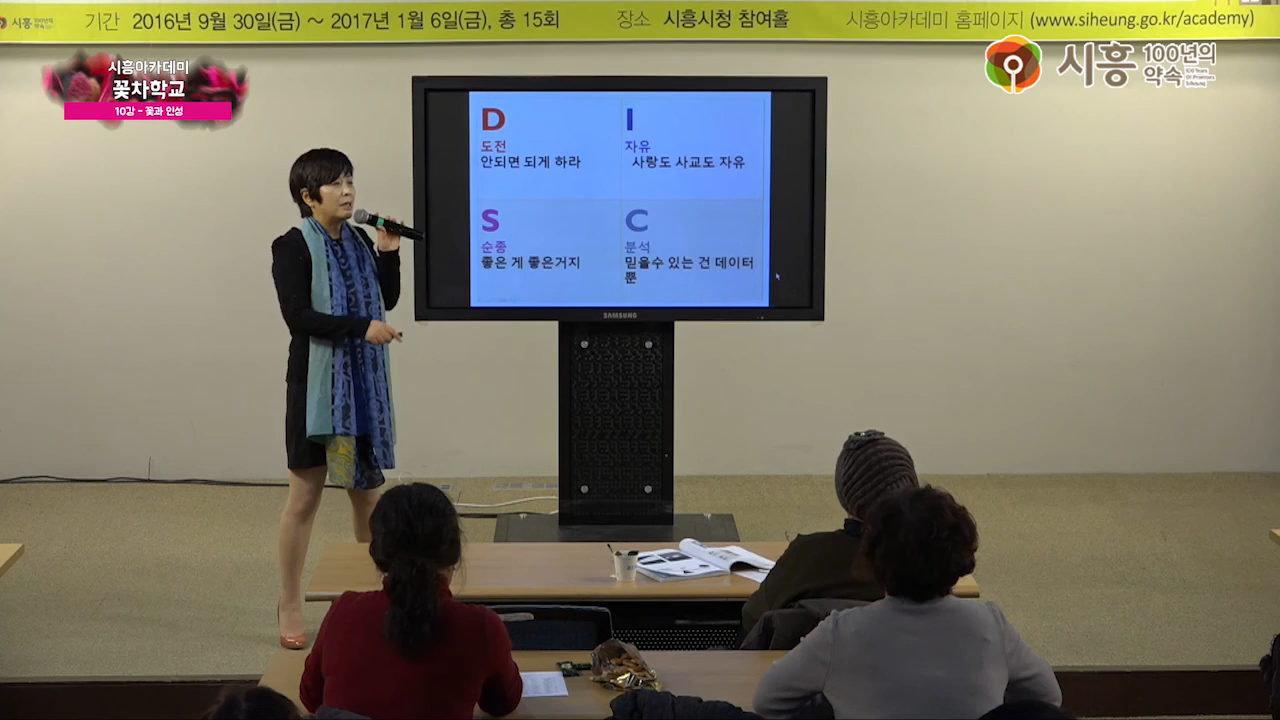 시흥 기간 2016년 9월 30일(금) ~ 2017년 1월 6일(금), 총 15회 장소 시흥시청 참여홀 시흥아카데미 홈페이지 (www.siheung.go.kr/academy)
시흥아카데미
꽃차학교
10강 - 꽃과 인성
시흥 100년의 약속
100 Years Of Promises Siheung
D
도전
안되면 되게 하라
I
자유
사랑도 사교도 자유
S
순종
좋은 게 좋은거지
C
분석
믿을수 있는 건 데이터
뿐
SAMSUNG